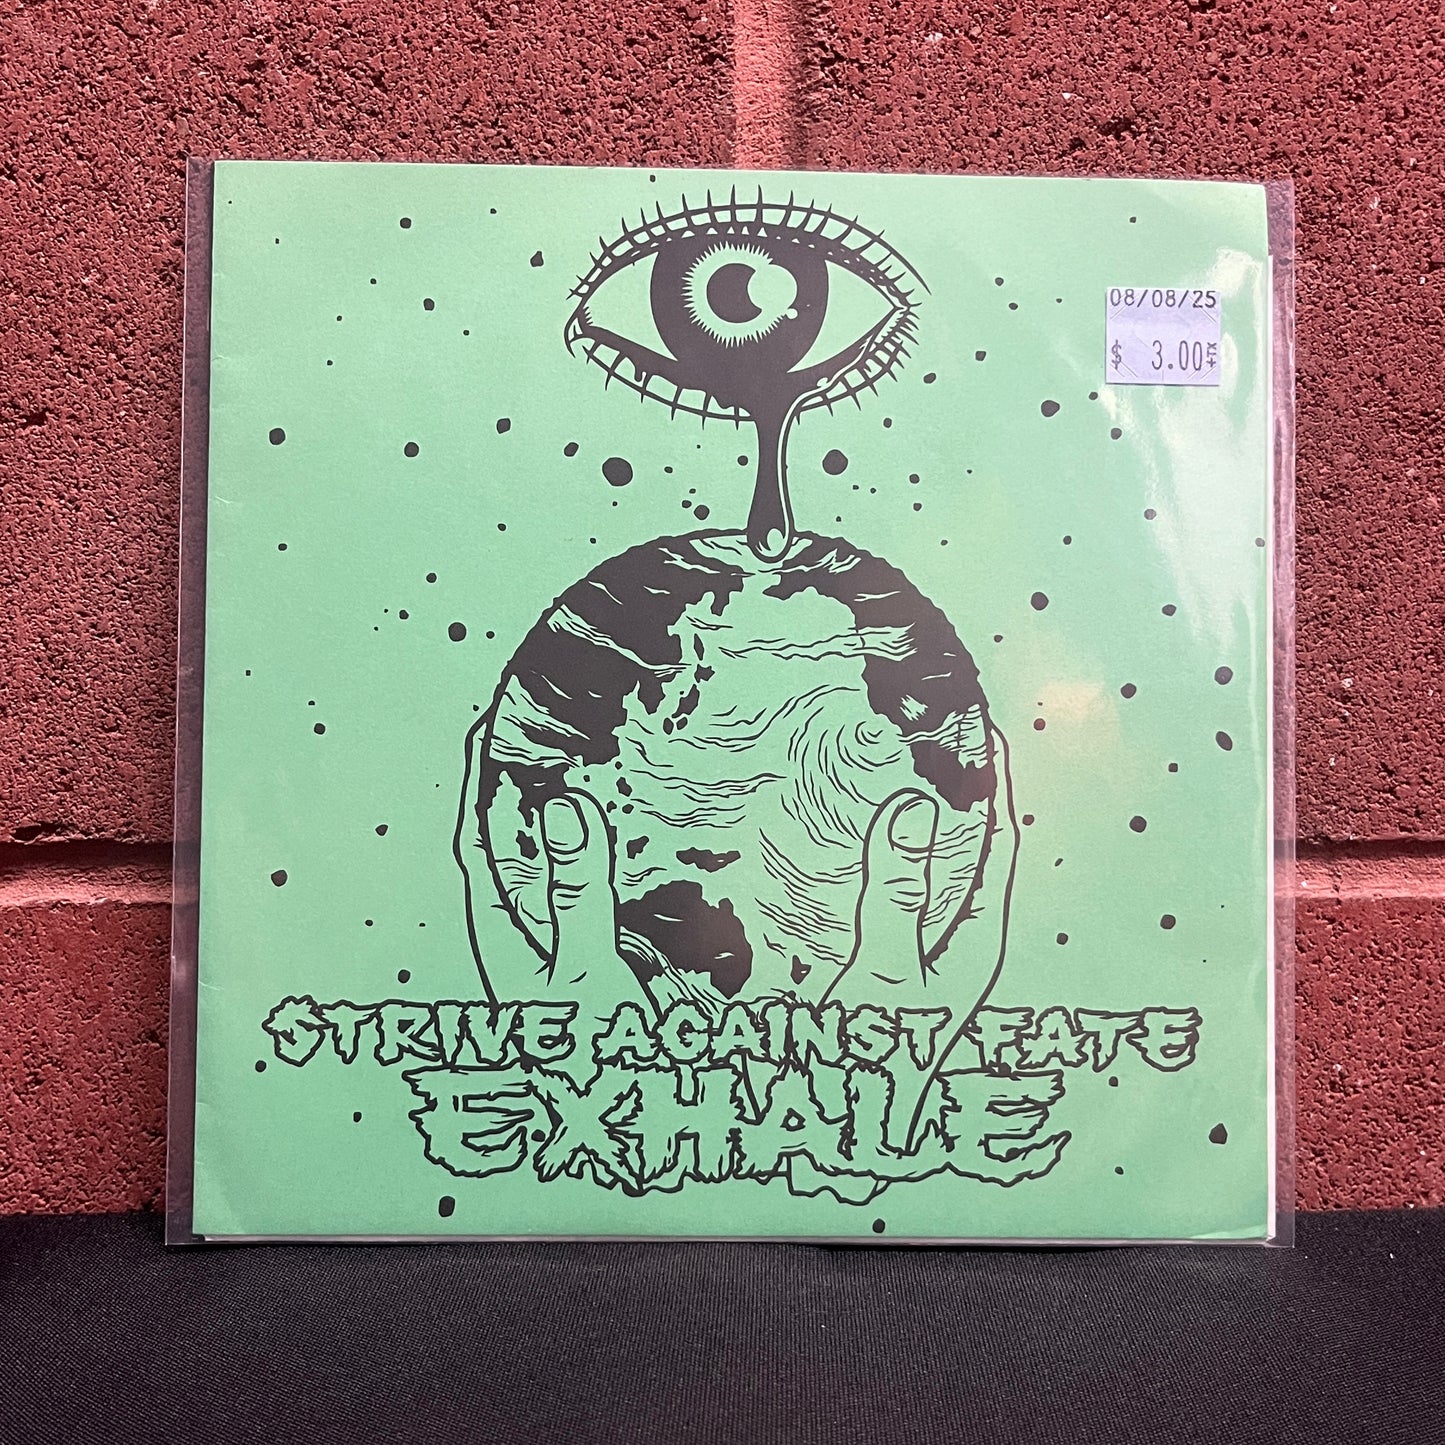 08/08/25
$ 3.00
STRIVE AGAINST FATE
EXHALE